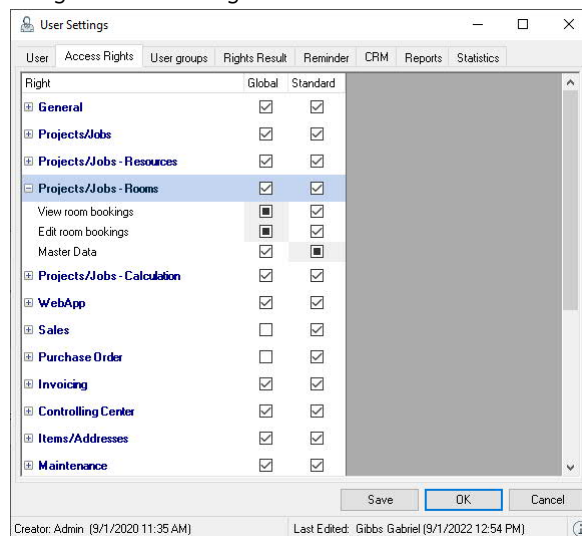 User Settings
User Access Rights User groups Rights Result Reminder CRM Reports Statistics
Right Global Standard
General
Projects/Jobs
Projects/Jobs - Resources
Projects/Jobs - Rooms
View room bookings
Edit room bookings
Master Data
Projects/Jobs - Calculation
WebApp
Sales
Purchase Order
Invoicing
Controlling Center
Items/Addresses
Maintenance
Save OK Cancel
Creator: Admin (9/1/2020 11:35 AM) Last Edited: Gibbs Gabriel (9/1/2022 12:54 PM)